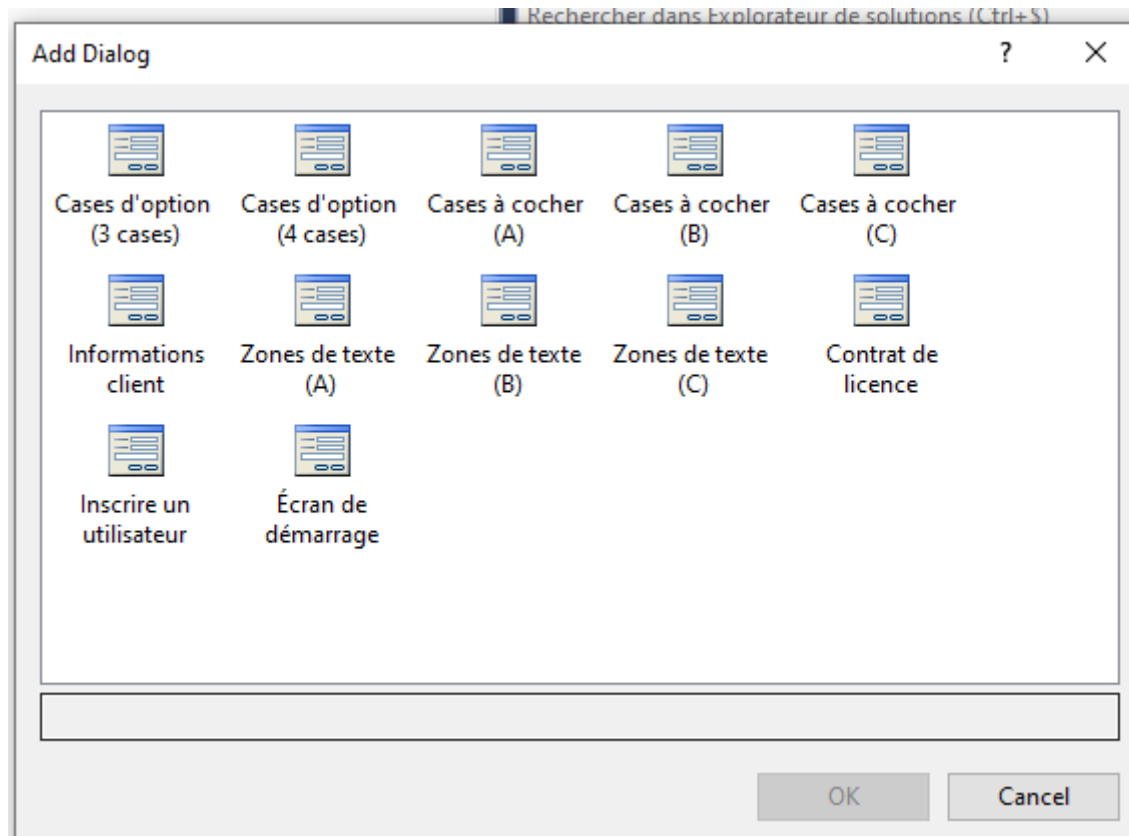 Rechercher dans Explorateur de solutions (Ctrl+S)
Add Dialog
?
Cases d'option
(3 cases)
Cases d'option
(4 cases)
Cases à cocher
(A)
Cases à cocher
(B)
Cases à cocher
(C)
Informations
client
Zones de texte
(A)
Zones de texte
(B)
Zones de texte
(C)
Contrat de
licence
Inscrire un
utilisateur
Écran de
démarrage
OK
Cancel